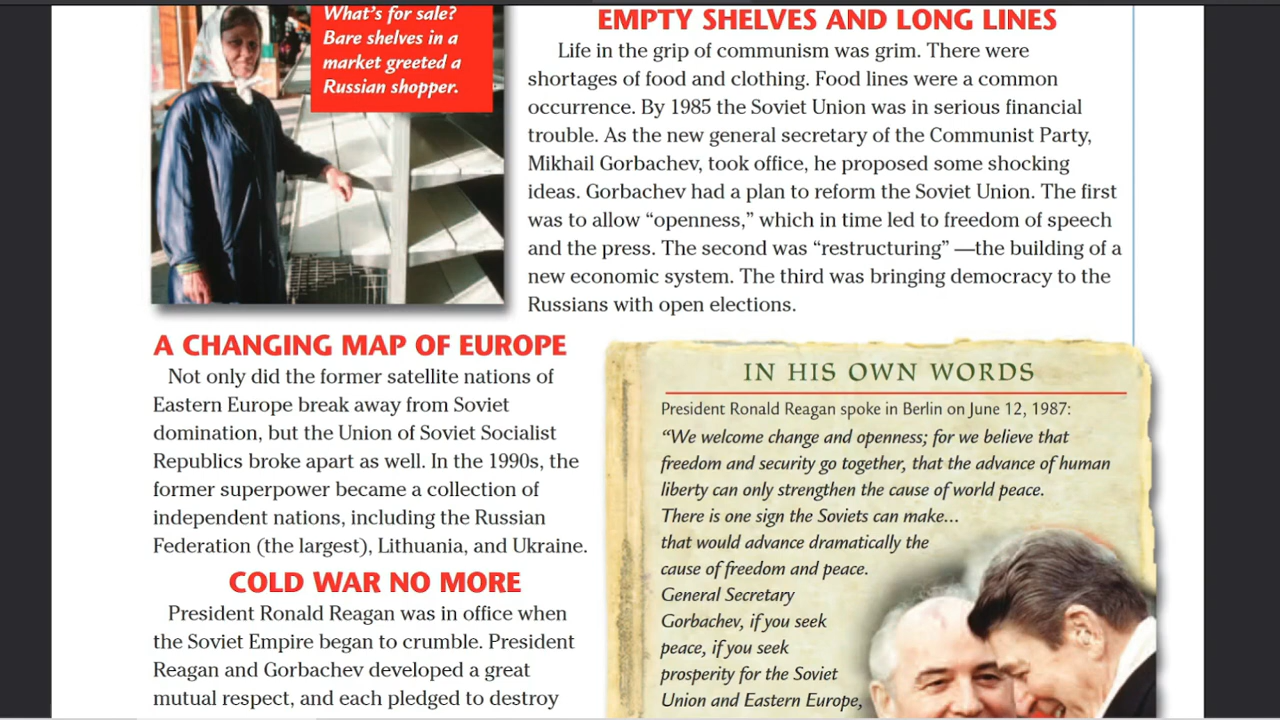 What's for sale?
Bare shelves in a
market greeted a
Russian shopper.
EMPTY SHELVES AND LONG LINES
Life in the grip of communism was grim. There were
shortages of food and clothing. Food lines were a common
occurrence. By 1985 the Soviet Union was in serious financial
trouble. As the new general secretary of the Communist Party,
Mikhail Gorbachev, took office, he proposed some shocking
ideas. Gorbachev had a plan to reform the Soviet Union. The first
was to allow “openness,” which in time led to freedom of speech
and the press. The second was “restructuring” —the building of a
new economic system. The third was bringing democracy to the
Russians with open elections.
A CHANGING MAP OF EUROPE
Not only did the former satellite nations of
Eastern Europe break away from Soviet
domination, but the Union of Soviet Socialist
Republics broke apart as well. In the 1990s, the
former superpower became a collection of
independent nations, including the Russian
Federation (the largest), Lithuania, and Ukraine.
COLD WAR NO MORE
President Ronald Reagan was in office when
the Soviet Empire began to crumble. President
Reagan and Gorbachev developed a great
mutual respect, and each pledged to destroy
IN HIS OWN WORDS
President Ronald Reagan spoke in Berlin on June 12, 1987:
“We welcome change and openness; for we believe that
freedom and security go together, that the advance of human
liberty can only strengthen the cause of world peace.
There is one sign the Soviets can make...
that would advance dramatically the
cause of freedom and peace.
General Secretary
Gorbachev, if you seek
peace, if you seek
prosperity for the Soviet
Union and Eastern Europe,